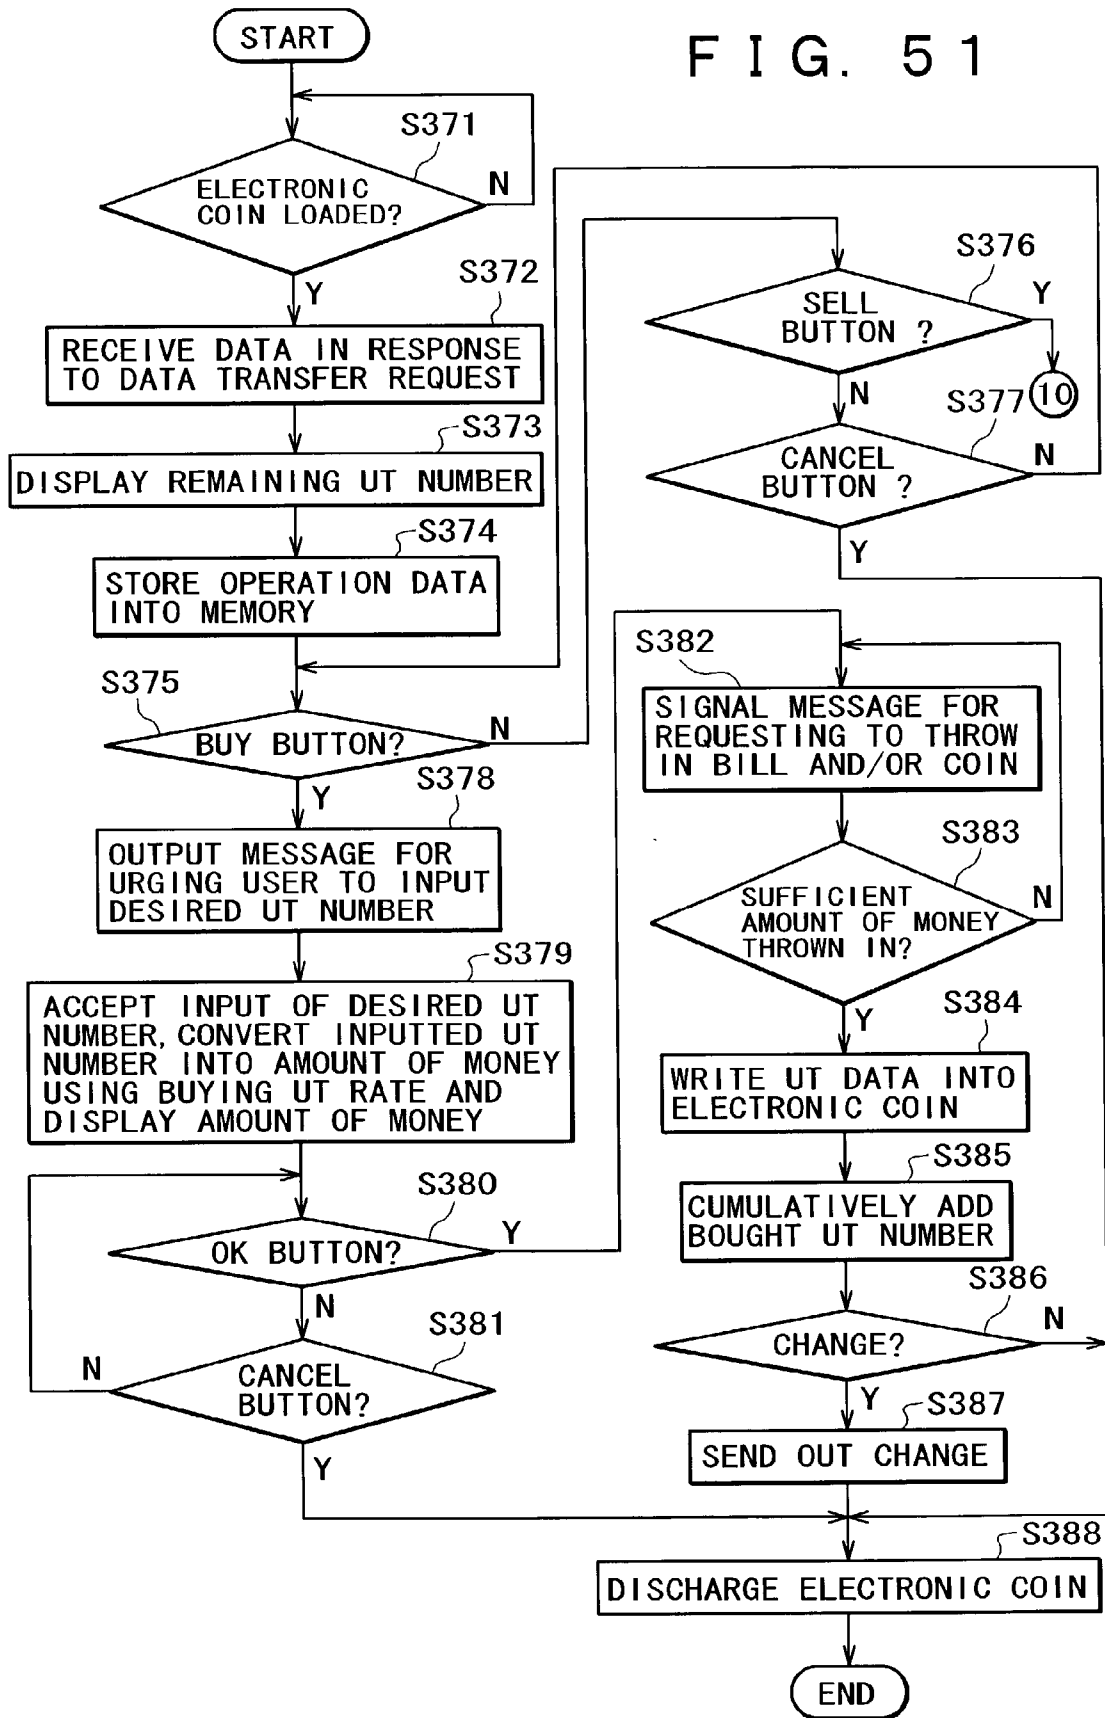 FIG. 51
START
S371
ELECTRONIC
COIN LOADED?
N
Y
S372
RECEIVE DATA IN RESPONSE
TO DATA TRANSFER REQUEST
S373
DISPLAY REMAINING UT NUMBER
S374
STORE OPERATION DATA
INTO MEMORY
S375
BUY BUTTON?
N
Y
S376
SELL
BUTTON ?
Y
10
N
S377
CANCEL
BUTTON ?
N
Y
S378
OUTPUT MESSAGE FOR
URGING USER TO INPUT
DESIRED UT NUMBER
S379
ACCEPT INPUT OF DESIRED UT
NUMBER, CONVERT INPUTTED UT
NUMBER INTO AMOUNT OF MONEY
USING BUYING UT RATE AND
DISPLAY AMOUNT OF MONEY
S380
OK BUTTON?
Y
N
S381
CANCEL
BUTTON?
N
Y
S382
SIGNAL MESSAGE FOR
REQUESTING TO THROW
IN BILL AND/OR COIN
S383
SUFFICIENT
AMOUNT OF MONEY
THROWN IN?
N
Y
S384
WRITE UT DATA INTO
ELECTRONIC COIN
S385
CUMULATIVELY ADD
BOUGHT UT NUMBER
S386
CHANGE?
N
Y
S387
SEND OUT CHANGE
S388
DISCHARGE ELECTRONIC COIN
END